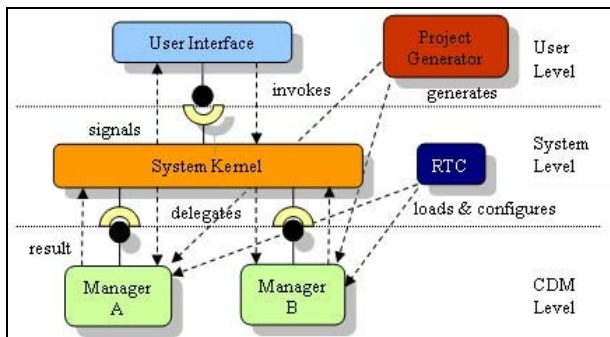 User Interface
Project
Generator
User
Level
invokes
generates
signals
System Kernel
RTC
System
Level
delegates
loads & configures
result
Manager
A
Manager
B
CDM
Level